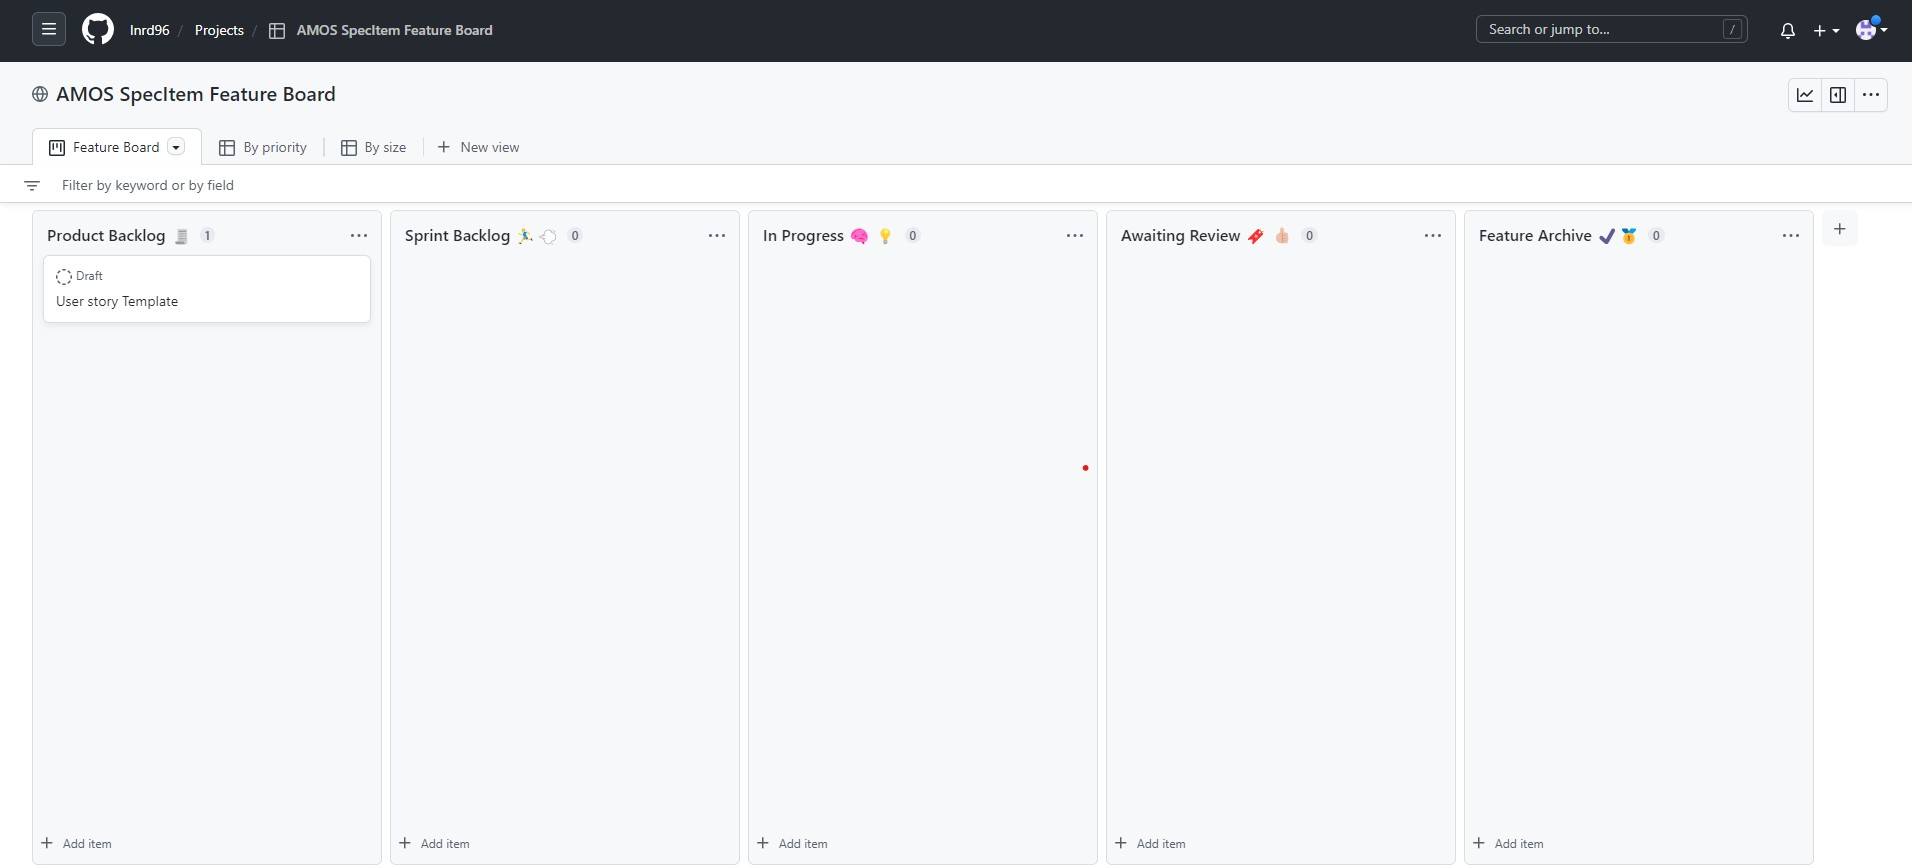 lnrd96 / Projects / AMOS SpecItem Feature Board
Search or jump to... /
AMOS SpecItem Feature Board
Feature Board By priority By size New view
Filter by keyword or by field
Product Backlog 1
Sprint Backlog 0
In Progress 0
Awaiting Review 0
Feature Archive 0
Draft
User story Template
Add item
Add item
Add item
Add item
Add item